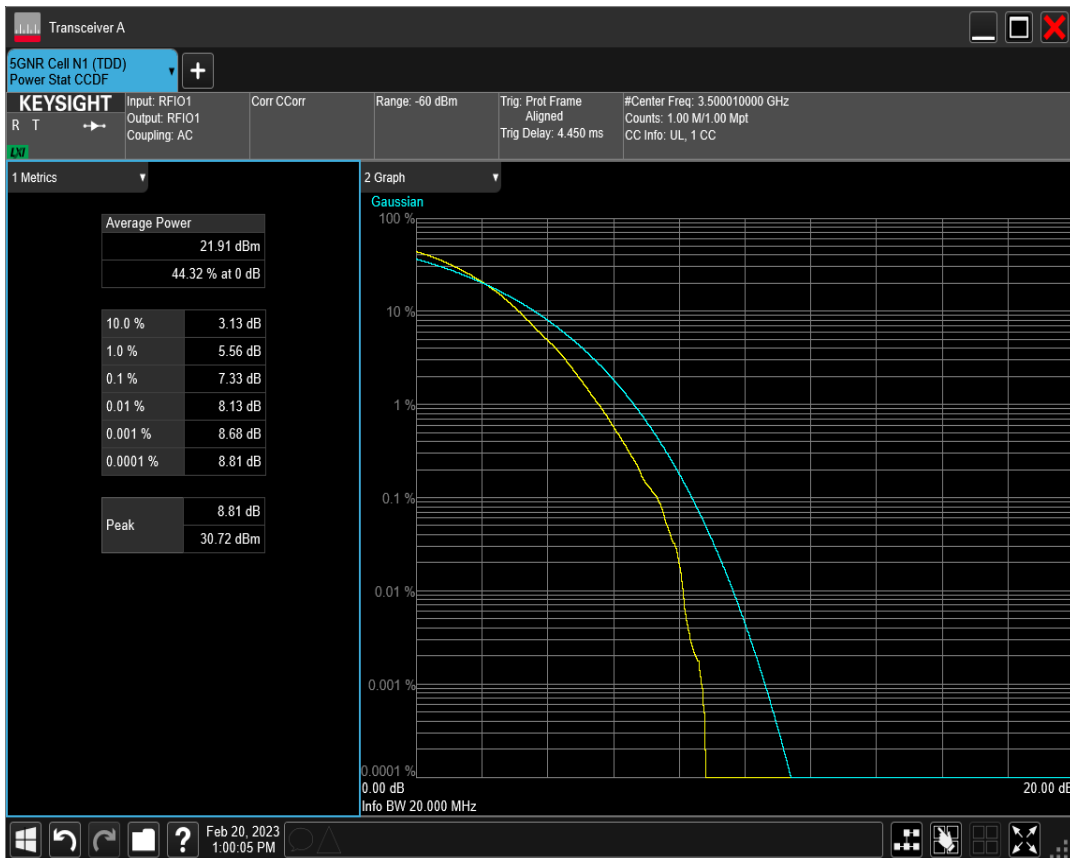 Transceiver A
5GNR Cell N1 (TDD)
Power Stat CCDF
KEYSIGHT
R T
LXI
Input: RFIO1
Output: RFIO1
Coupling: AC
Corr CCorr
Range: -60 dBm
Trig: Prot Frame
Aligned
Trig Delay: 4.450 ms
#Center Freq: 3.500010000 GHz
Counts: 1.00 M/1.00 Mpt
CC Info: UL, 1 CC
1 Metrics
Average Power
21.91 dBm
44.32 % at 0 dB
10.0 % 3.13 dB
1.0 % 5.56 dB
0.1 % 7.33 dB
0.01 % 8.13 dB
0.001 % 8.68 dB
0.0001 % 8.81 dB
Peak
8.81 dB
30.72 dBm
2 Graph
Gaussian
100 %
10 %
1 %
0.1 %
0.01 %
0.001 %
0.0001 %
0.00 dB 20.00 dB
Info BW 20.000 MHz
?
Feb 20, 2023
1:00:05 PM